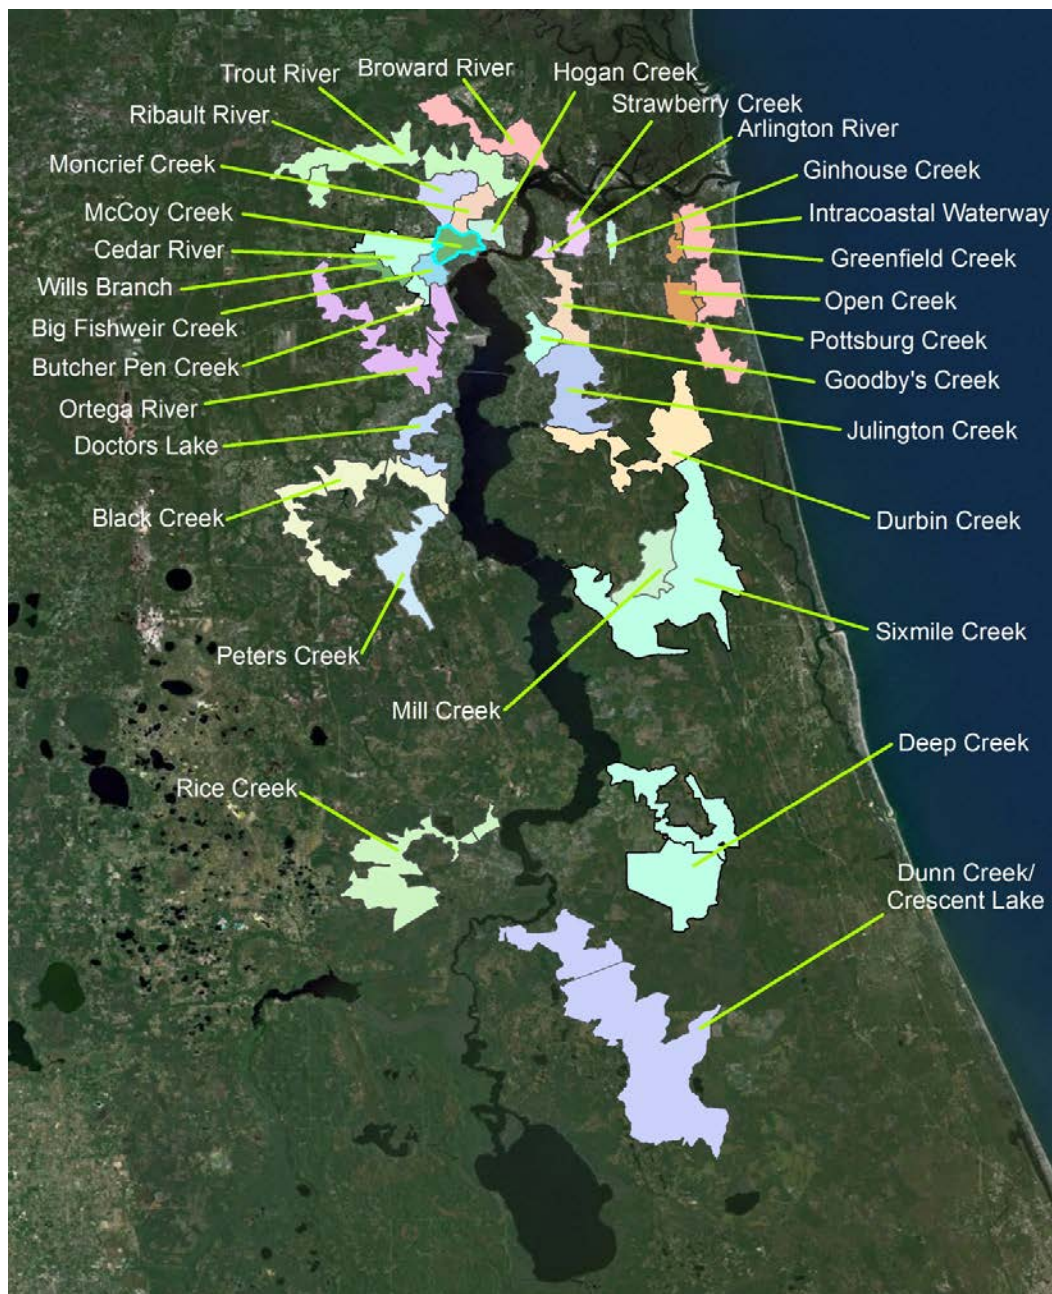 Broward River
Hogan Creek
Trout River
Strawberry Creek
Ribault River
Arlington River
Moncrief Creek
Ginhouse Creek
McCoy Creek
Intracoastal Waterway
Cedar River
Greenfield Creek
Wills Branch
Open Creek
Big Fishweir Creek
Pottsburg Creek
Butcher Pen Creek
Goodby's Creek
Ortega River
Julington Creek
Doctors Lake
Black Creek
Durbin Creek
Sixmile Creek
Peters Creek
Mill Creek
Deep Creek
Rice Creek
Dunn Creek/
Crescent Lake